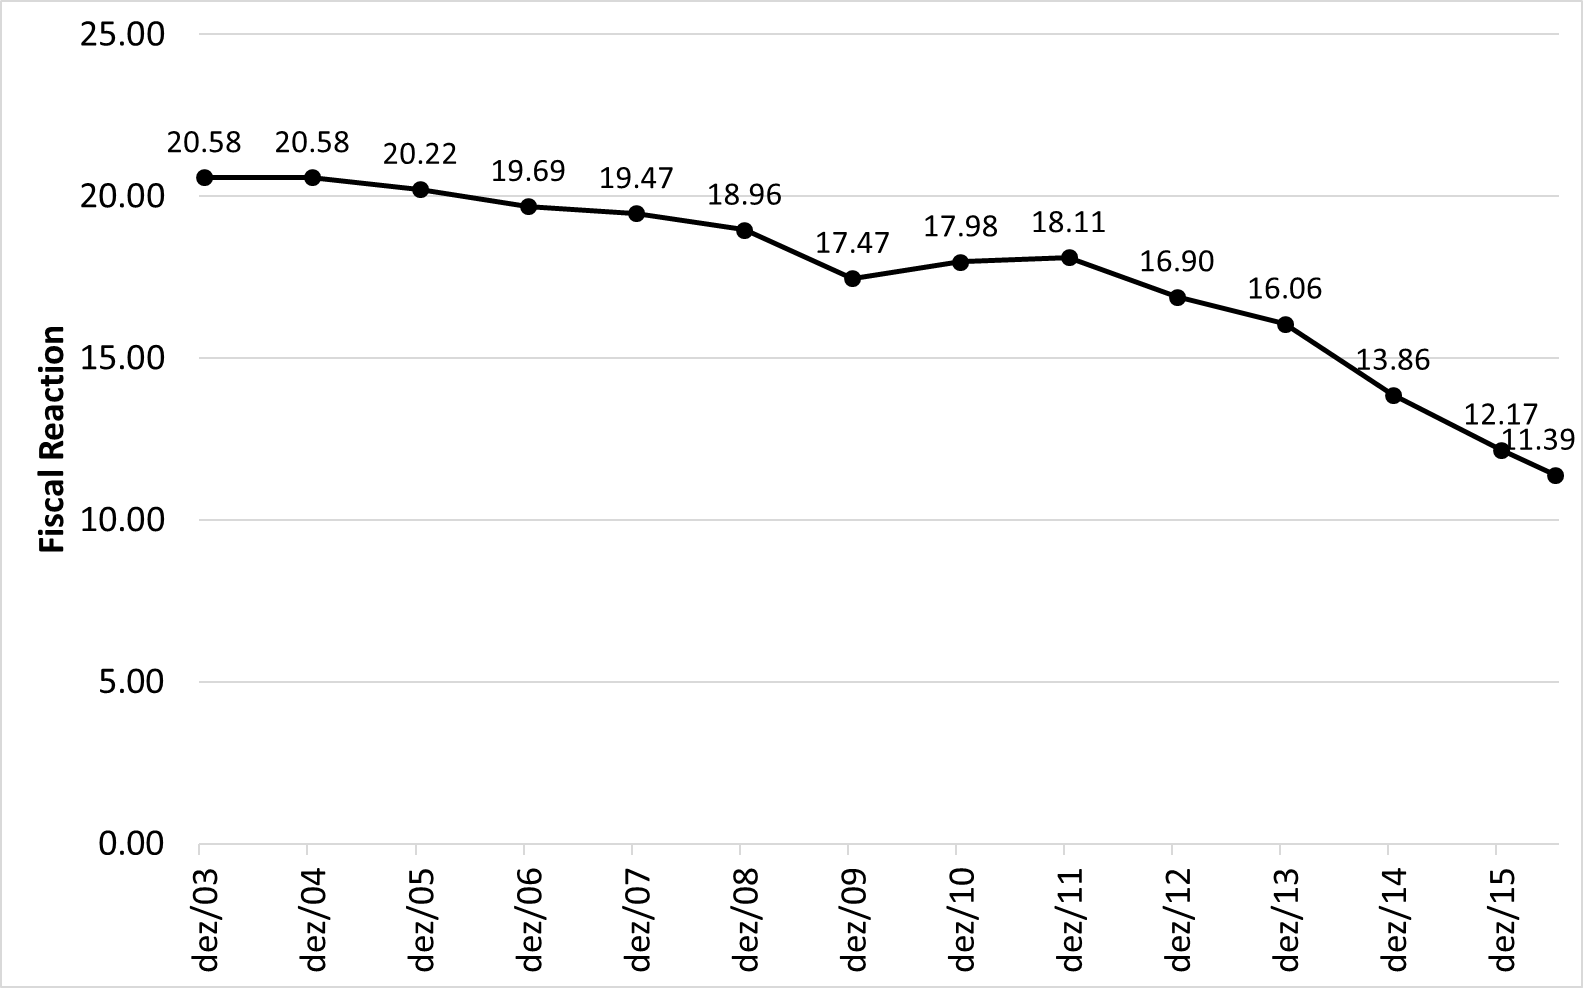 25.00
20.00
15.00
10.00
5.00
0.00
Fiscal Reaction
20.58
20.58
20.22
19.69
19.47
18.96
17.47
17.98
18.11
16.90
16.06
13.86
12.17
11.39
dez/03
dez/04
dez/05
dez/06
dez/07
dez/08
dez/09
dez/10
dez/11
dez/12
dez/13
dez/14
dez/15